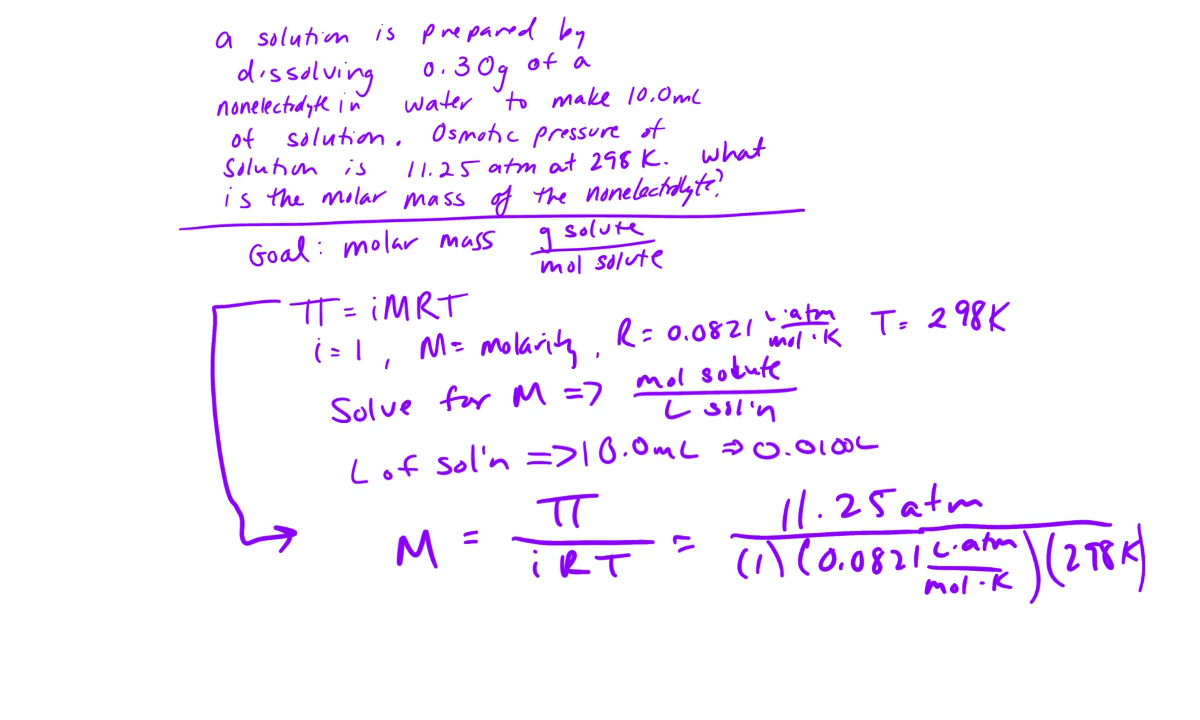 a solution is prepared by
dissolving 0.30g of a
nonelectrolyte in water to make 10.0mL
of solution. Osmotic pressure of
solution is 11.25 atm at 298 K. what
is the molar mass of the nonelectrolyte?
Goal: molar mass g solute / mol solute
π = iMRT
i = 1, M = molarity, R = 0.0821 L·atm / mol·K T = 298K
Solve for M => mol solute / L sol'n
L of sol'n => 10.0mL ⇒ 0.0100L
M = π / iRT = 11.25 atm / (1)(0.0821 L·atm / mol·K)(298K)